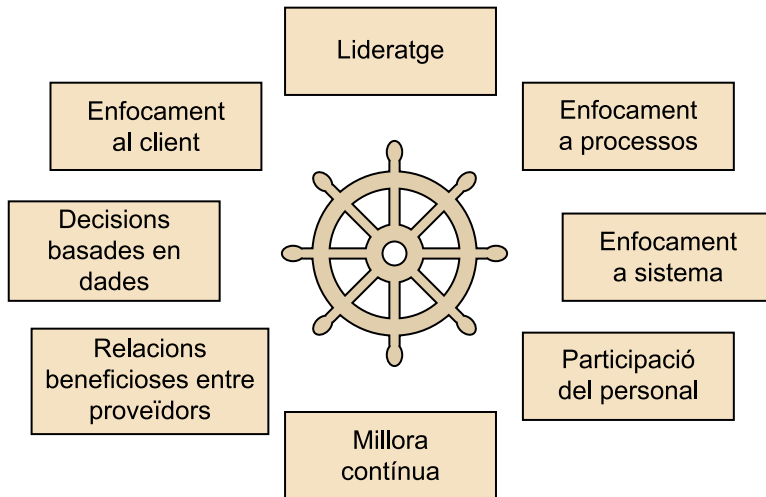 Lideratge
Enfocament
al client
Enfocament
a processos
Decisions
basades en
dades
Enfocament
a sistema
Relacions
beneficioses entre
proveïdors
Participació
del personal
Millora
contínua